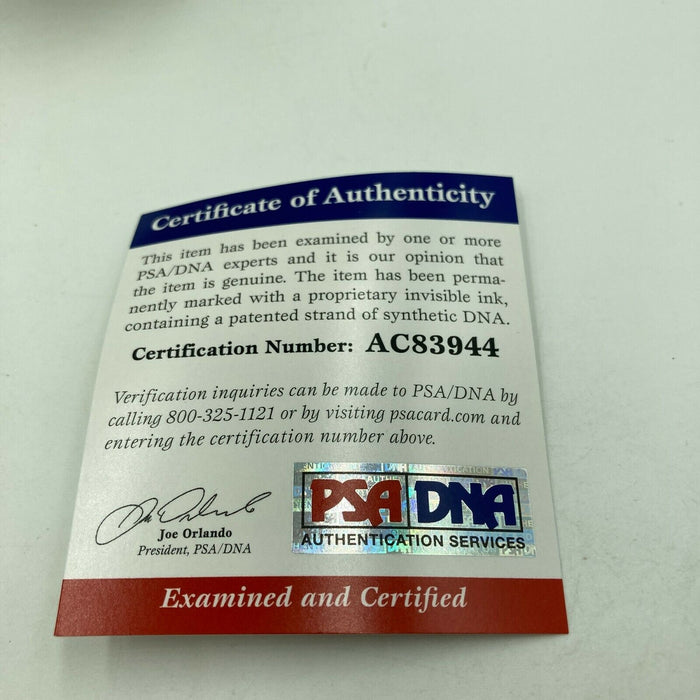 Certificate of Authenticity
This item has been examined by one or more
PSA/DNA experts and it is our opinion that
the item is genuine. The item has been perma-
nently marked with a proprietary invisible ink,
containing a patented strand of synthetic DNA.
Certification Number: AC83944
Verification inquiries can be made to PSA/DNA by
calling 800-325-1121 or by visiting psacard.com and
entering the certification number above.
Joe Orlando
President, PSA/DNA
PSA DNA
AUTHENTICATION SERVICES
Examined and Certified